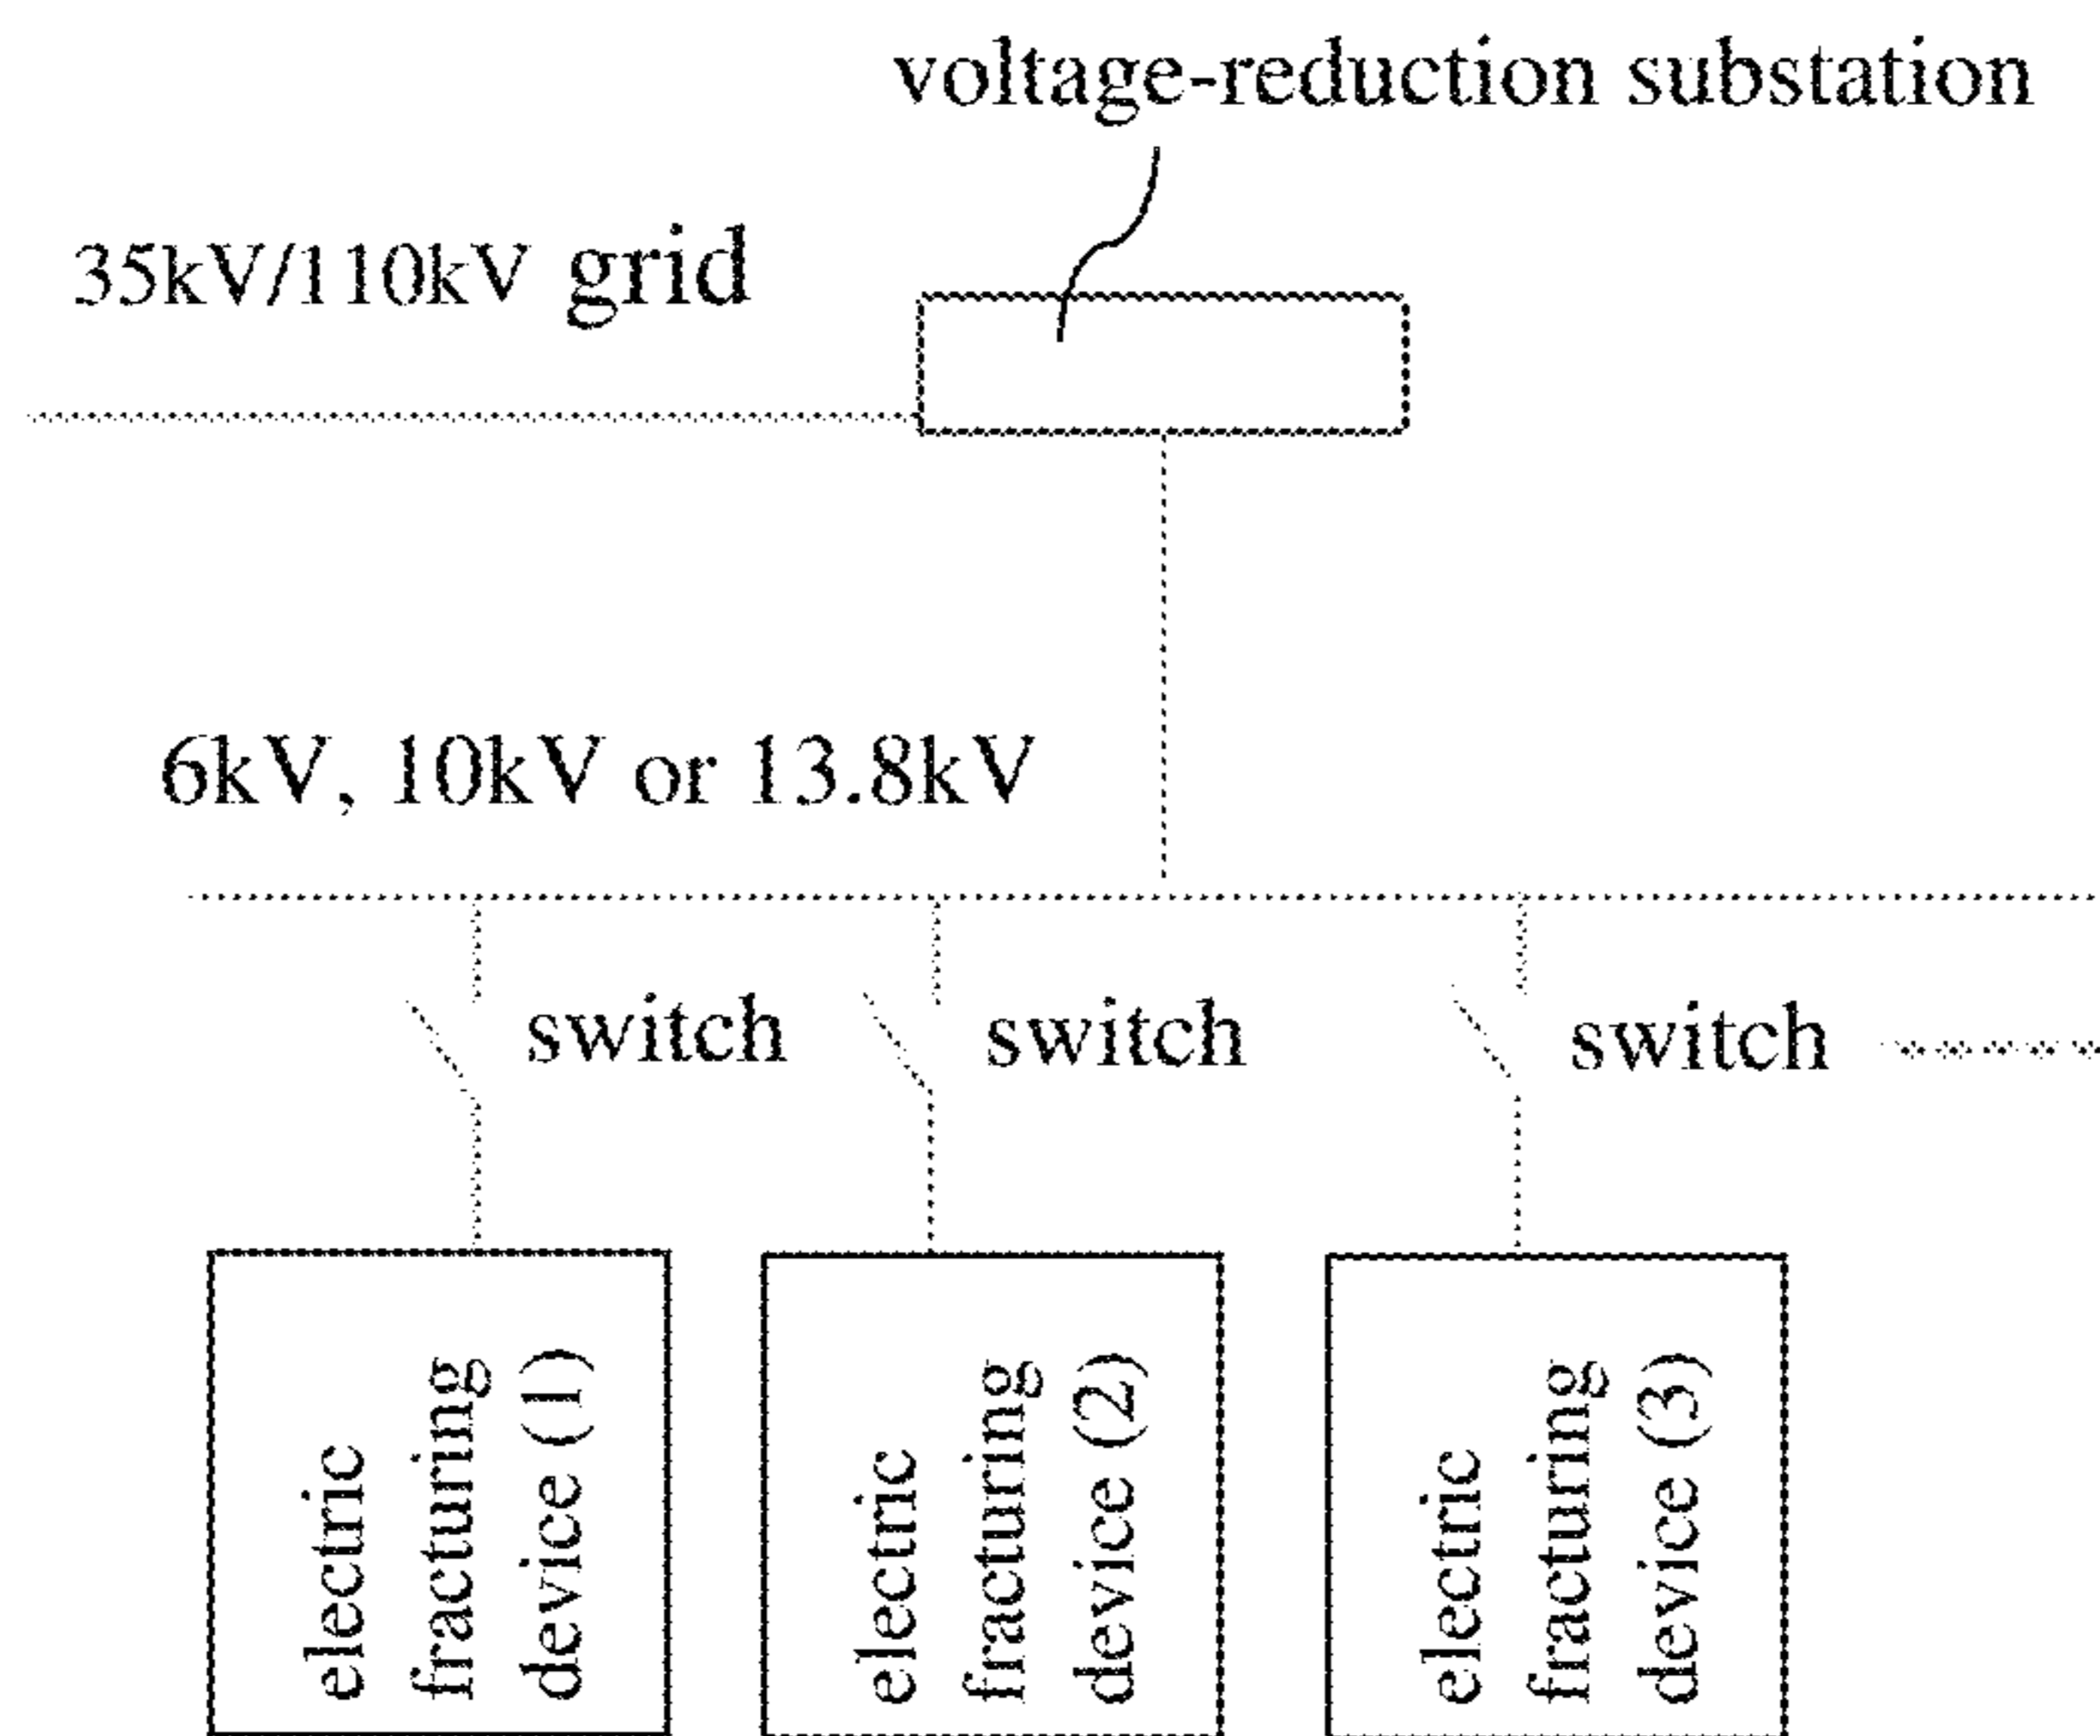 voltage-reduction substation
35kV/110kV grid
6kV, 10kV or 13.8kV
switch
switch
switch
electric
fracturing
device (1)
electric
fracturing
device (2)
electric
fracturing
device (3)